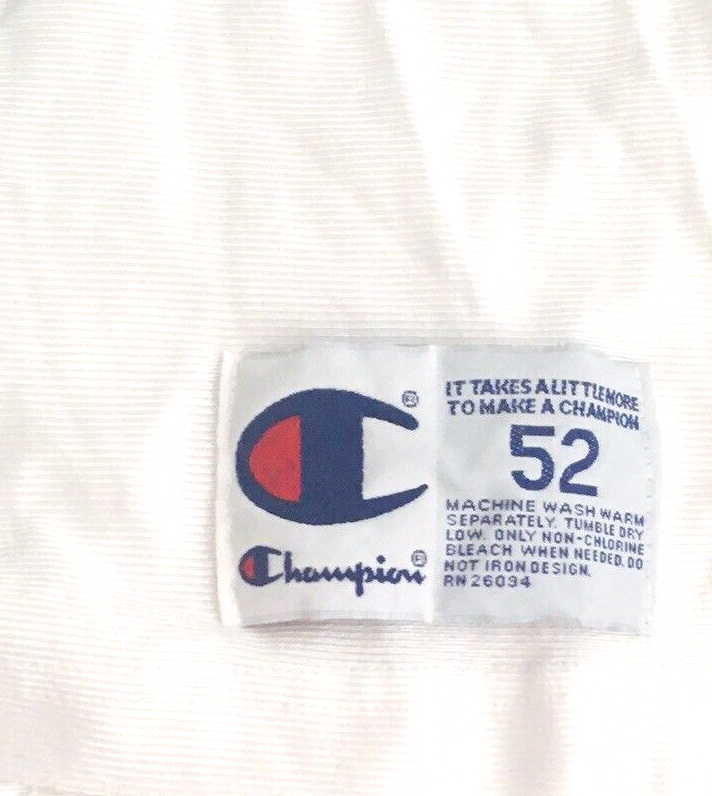 ®
Champion®
IT TAKES A LITTLE MORE
TO MAKE A CHAMPION
52
MACHINE WASH WARM
SEPARATELY. TUMBLE DRY
LOW. ONLY NON-CHLORINE
BLEACH WHEN NEEDED. DO
NOT IRON DESIGN.
RN 26094